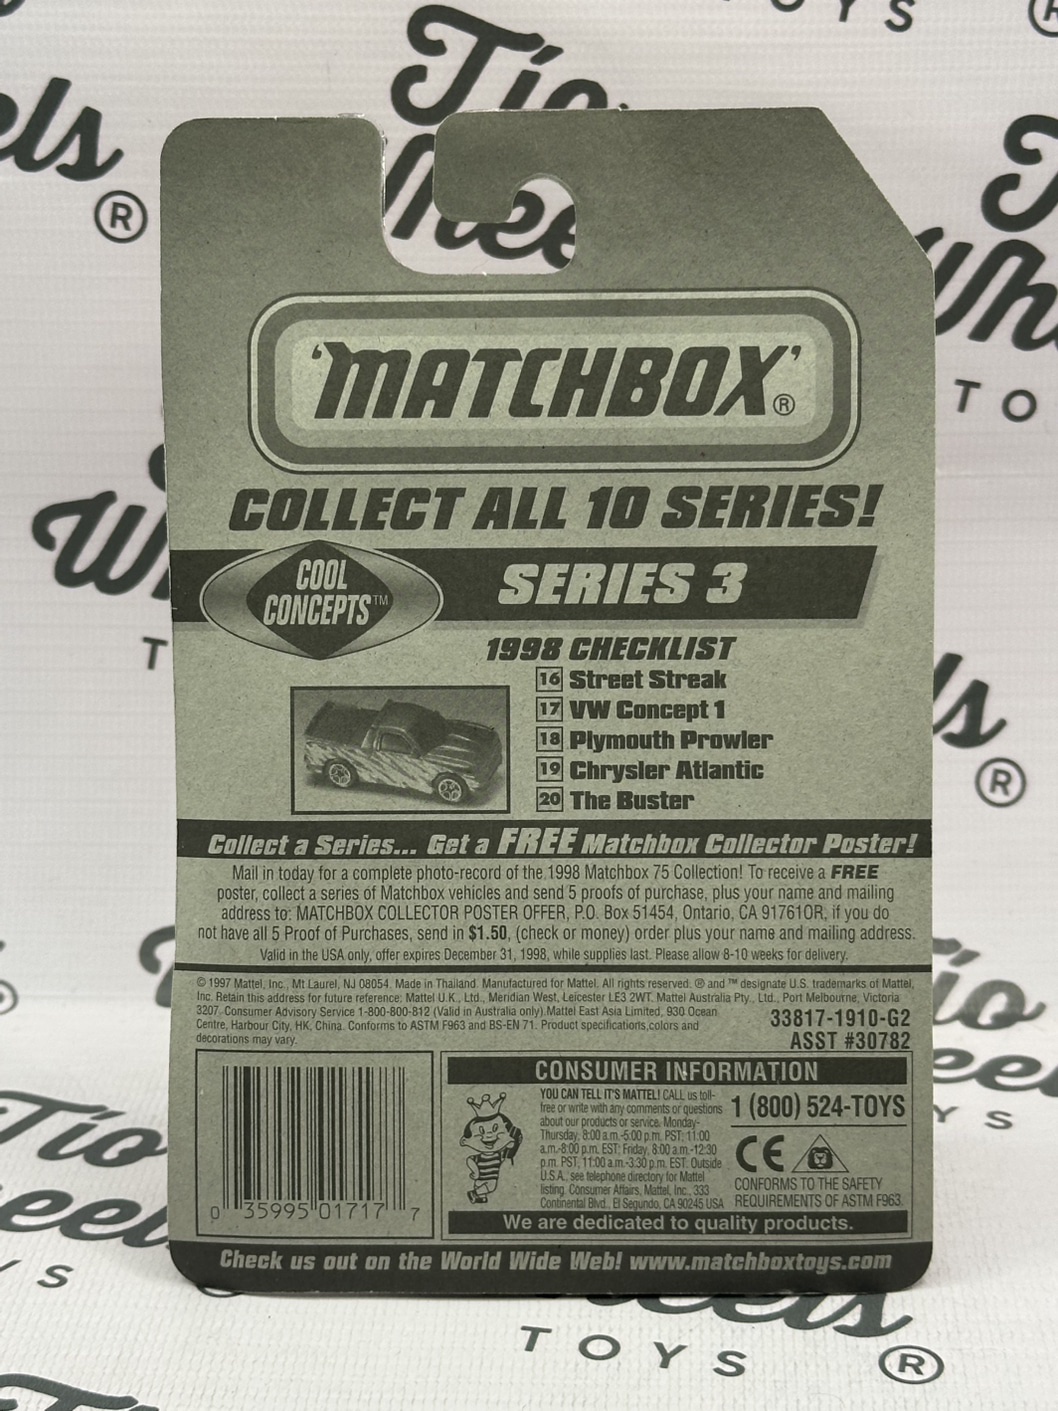 'MATCHBOX'®
COLLECT ALL 10 SERIES!
COOL
CONCEPTS™
SERIES 3
1998 CHECKLIST
16 Street Streak
17 VW Concept 1
18 Plymouth Prowler
19 Chrysler Atlantic
20 The Buster
Collect a Series... Get a FREE Matchbox Collector Poster!
Mail in today for a complete photo-record of the 1998 Matchbox 75 Collection! To receive a FREE
poster, collect a series of Matchbox vehicles and send 5 proofs of purchase, plus your name and mailing
address to: MATCHBOX COLLECTOR POSTER OFFER, P.O. Box 51454, Ontario, CA 91761OR, if you do
not have all 5 Proof of Purchases, send in $1.50, (check or money) order plus your name and mailing address.
Valid in the USA only, offer expires December 31, 1998, while supplies last. Please allow 8-10 weeks for delivery.
© 1997 Mattel, Inc., Mt Laurel, NJ 08054. Made in Thailand. Manufactured for Mattel. All rights reserved. ® and ™ designate U.S. trademarks of Mattel,
Inc. Retain this address for future reference: Mattel U.K., Ltd., Meridian West, Leicester LE3 2WT. Mattel Australia Pty., Ltd., Port Melbourne, Victoria
3207. Consumer Advisory Service 1-800-800-812 (Valid in Australia only).Mattel East Asia Limited, 930 Ocean
Centre, Harbour City, HK, China. Conforms to ASTM F963 and BS-EN 71. Product specifications,colors and
decorations may vary.
33817-1910-G2
ASST #30782
0 35995 01717 7
CONSUMER INFORMATION
YOU CAN TELL IT'S MATTEL! CALL us toll-
free or write with any comments or questions
about our products or service. Monday-
Thursday, 8:00 a.m.-5:00 p.m. PST; 11:00
a.m.-8:00 p.m. EST; Friday, 8:00 a.m.-12:30
p.m. PST, 11:00 a.m.-3:30 p.m. EST. Outside
U.S.A., see telephone directory for Mattel
listing. Consumer Affairs, Mattel, Inc., 333
Continental Blvd., El Segundo, CA 90245 USA
1 (800) 524-TOYS
CE
CONFORMS TO THE SAFETY
REQUIREMENTS OF ASTM F963.
We are dedicated to quality products.
Check us out on the World Wide Web! www.matchboxtoys.com
TOYS ®